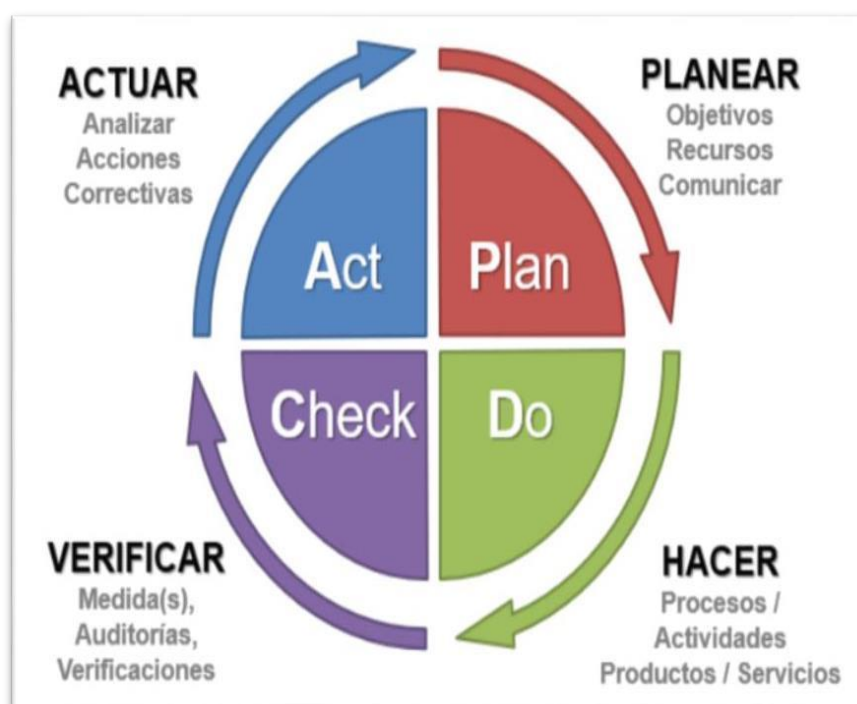 ACTUAR
Analizar
Acciones
Correctivas
PLANEAR
Objetivos
Recursos
Comunicar
Act
Plan
Check
Do
VERIFICAR
Medida(s),
Auditorías,
Verificaciones
HACER
Procesos /
Actividades
Productos / Servicios